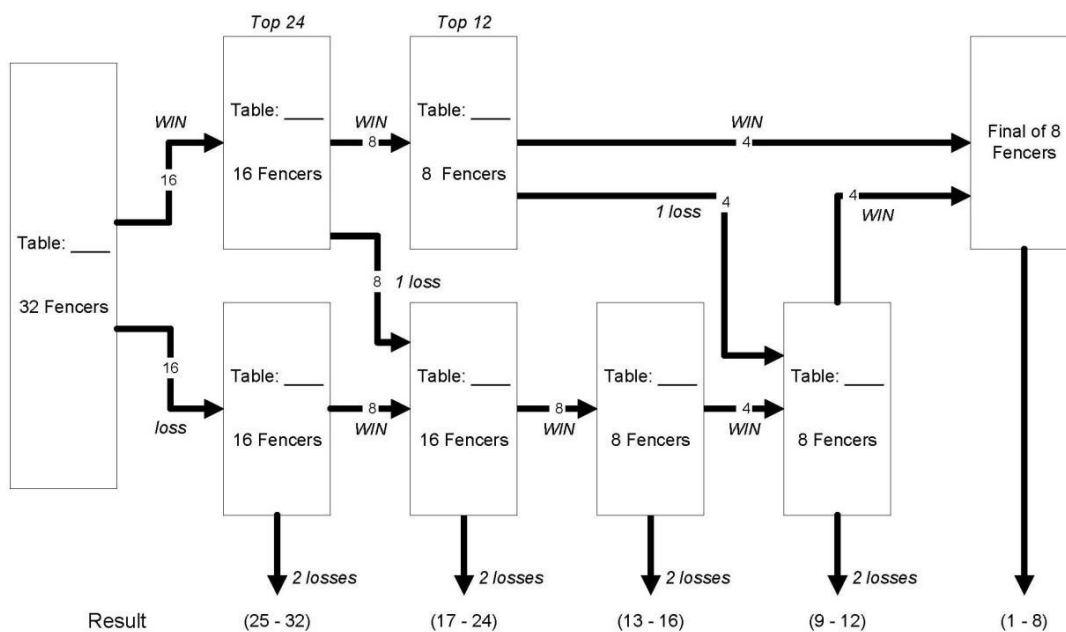 Top 24
Top 12
Table: ____
32 Fencers
WIN
16
16
loss
Table: ____
16 Fencers
WIN
8
Table: ____
8 Fencers
WIN
4
Final of 8
Fencers
1 loss
4
4
WIN
8
1 loss
Table: ____
16 Fencers
8
WIN
Table: ____
16 Fencers
8
WIN
Table: ____
8 Fencers
4
WIN
Table: ____
8 Fencers
2 losses
2 losses
2 losses
2 losses
Result
(25 - 32)
(17 - 24)
(13 - 16)
(9 - 12)
(1 - 8)